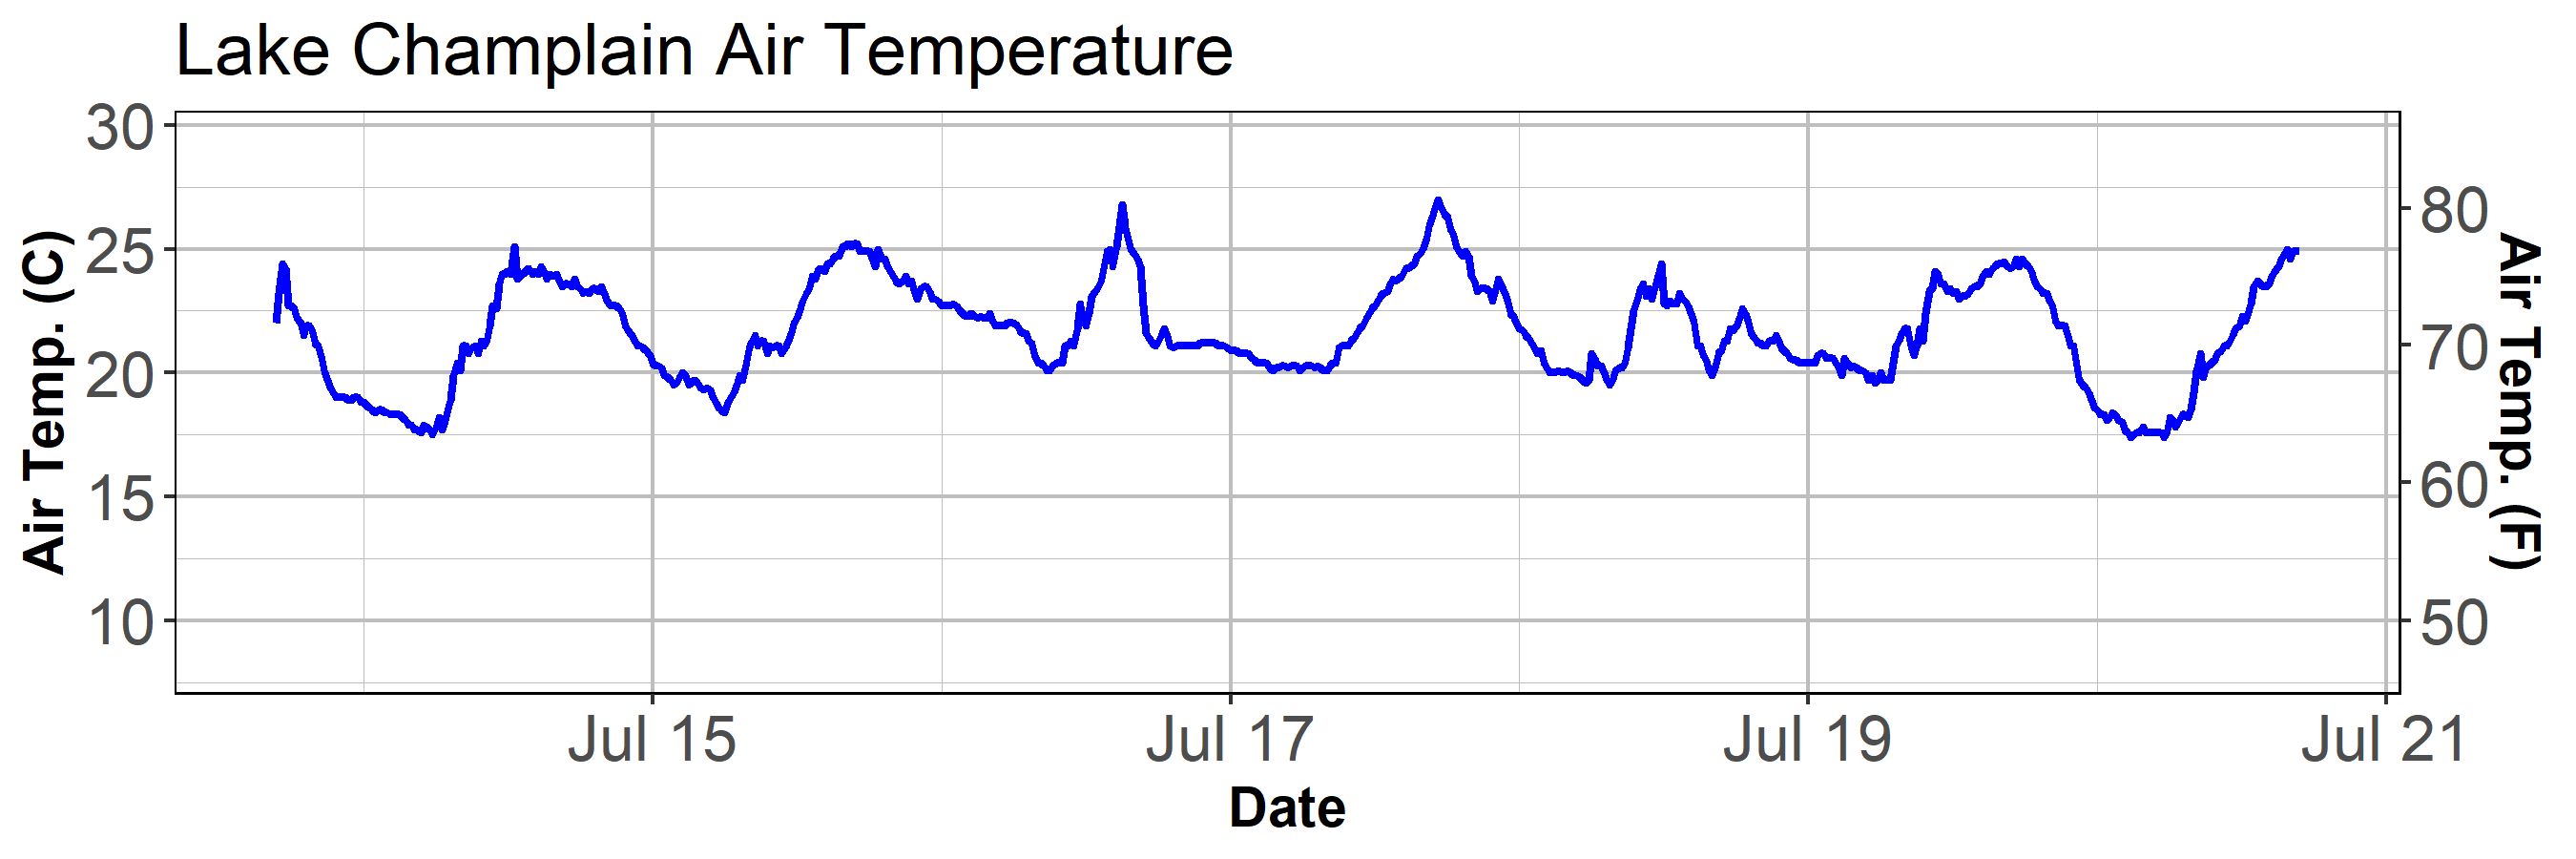 Lake Champlain Air Temperature
30
25
20
15
10
Air Temp. (C)
80
70
60
50
Air Temp. (F)
Jul 15 Jul 17 Jul 19 Jul 21
Date